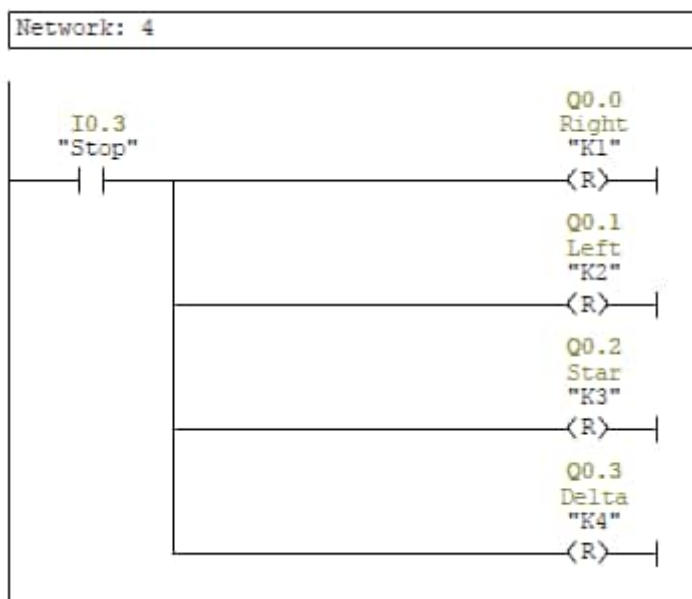 Network: 4
I0.3
"Stop"
Q0.0
Right
"K1"
(R)
Q0.1
Left
"K2"
(R)
Q0.2
Star
"K3"
(R)
Q0.3
Delta
"K4"
(R)